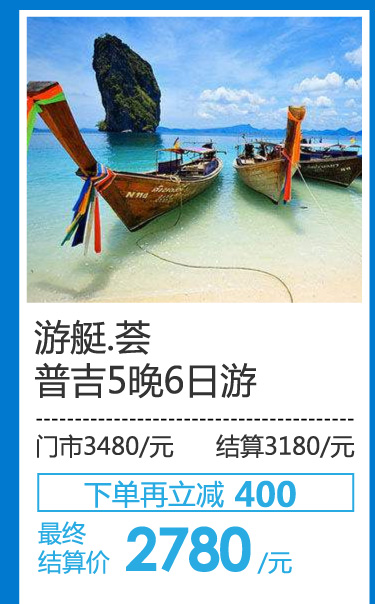 游艇.荟
普吉5晚6日游
门市3480/元 结算3180/元
下单再立减 400
最终
结算价 2780 /元